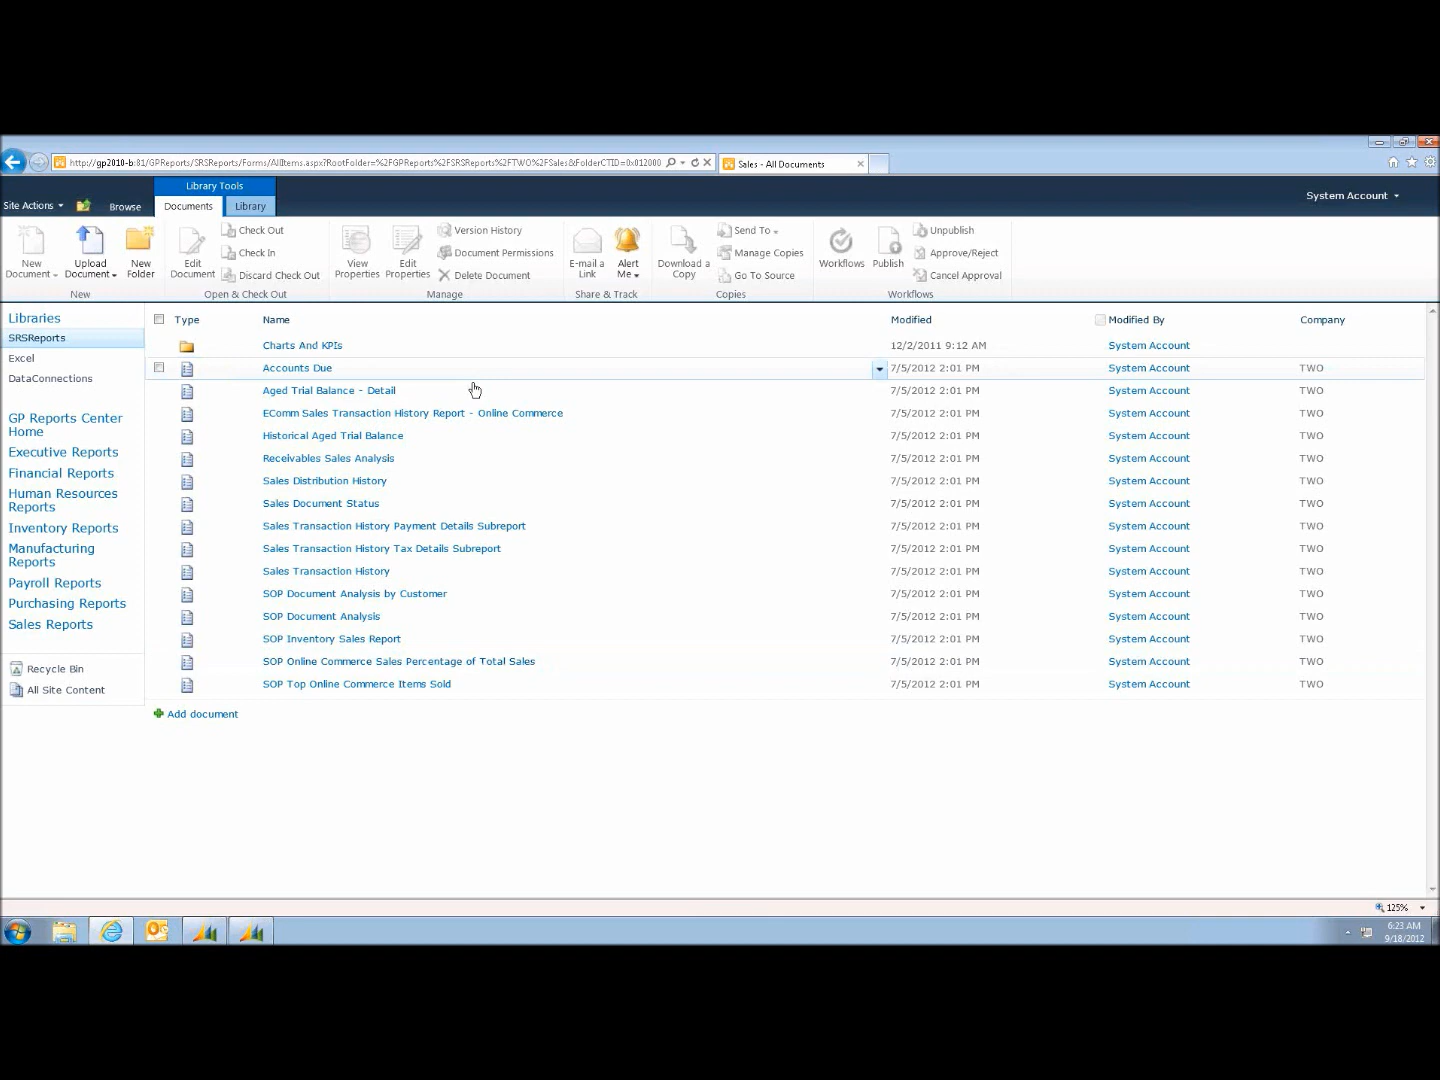 http://gp2010-b:81/GPReports/SRSReports/Forms/AllItems.aspx?RootFolder=%2FGPReports%2FSRSReports%2FTWO%2FSales&FolderCTID=0x012000
Sales - All Documents
Library Tools
Site Actions
Browse
Documents
Library
System Account
New Document
Upload Document
New Folder
New
Edit Document
Check Out
Check In
Discard Check Out
Open & Check Out
View Properties
Edit Properties
Version History
Document Permissions
Delete Document
Manage
E-mail a Link
Alert Me
Share & Track
Download a Copy
Send To
Manage Copies
Go To Source
Copies
Workflows
Publish
Unpublish
Approve/Reject
Cancel Approval
Workflows
Libraries
SRSReports
Excel
DataConnections
GP Reports Center
Home
Executive Reports
Financial Reports
Human Resources
Reports
Inventory Reports
Manufacturing
Reports
Payroll Reports
Purchasing Reports
Sales Reports
Recycle Bin
All Site Content
Type Name Modified Modified By Company
Charts And KPIs 12/2/2011 9:12 AM System Account
Accounts Due 7/5/2012 2:01 PM System Account TWO
Aged Trial Balance - Detail 7/5/2012 2:01 PM System Account TWO
EComm Sales Transaction History Report - Online Commerce 7/5/2012 2:01 PM System Account TWO
Historical Aged Trial Balance 7/5/2012 2:01 PM System Account TWO
Receivables Sales Analysis 7/5/2012 2:01 PM System Account TWO
Sales Distribution History 7/5/2012 2:01 PM System Account TWO
Sales Document Status 7/5/2012 2:01 PM System Account TWO
Sales Transaction History Payment Details Subreport 7/5/2012 2:01 PM System Account TWO
Sales Transaction History Tax Details Subreport 7/5/2012 2:01 PM System Account TWO
Sales Transaction History 7/5/2012 2:01 PM System Account TWO
SOP Document Analysis by Customer 7/5/2012 2:01 PM System Account TWO
SOP Document Analysis 7/5/2012 2:01 PM System Account TWO
SOP Inventory Sales Report 7/5/2012 2:01 PM System Account TWO
SOP Online Commerce Sales Percentage of Total Sales 7/5/2012 2:01 PM System Account TWO
SOP Top Online Commerce Items Sold 7/5/2012 2:01 PM System Account TWO
Add document
125%
6:23 AM
9/18/2012